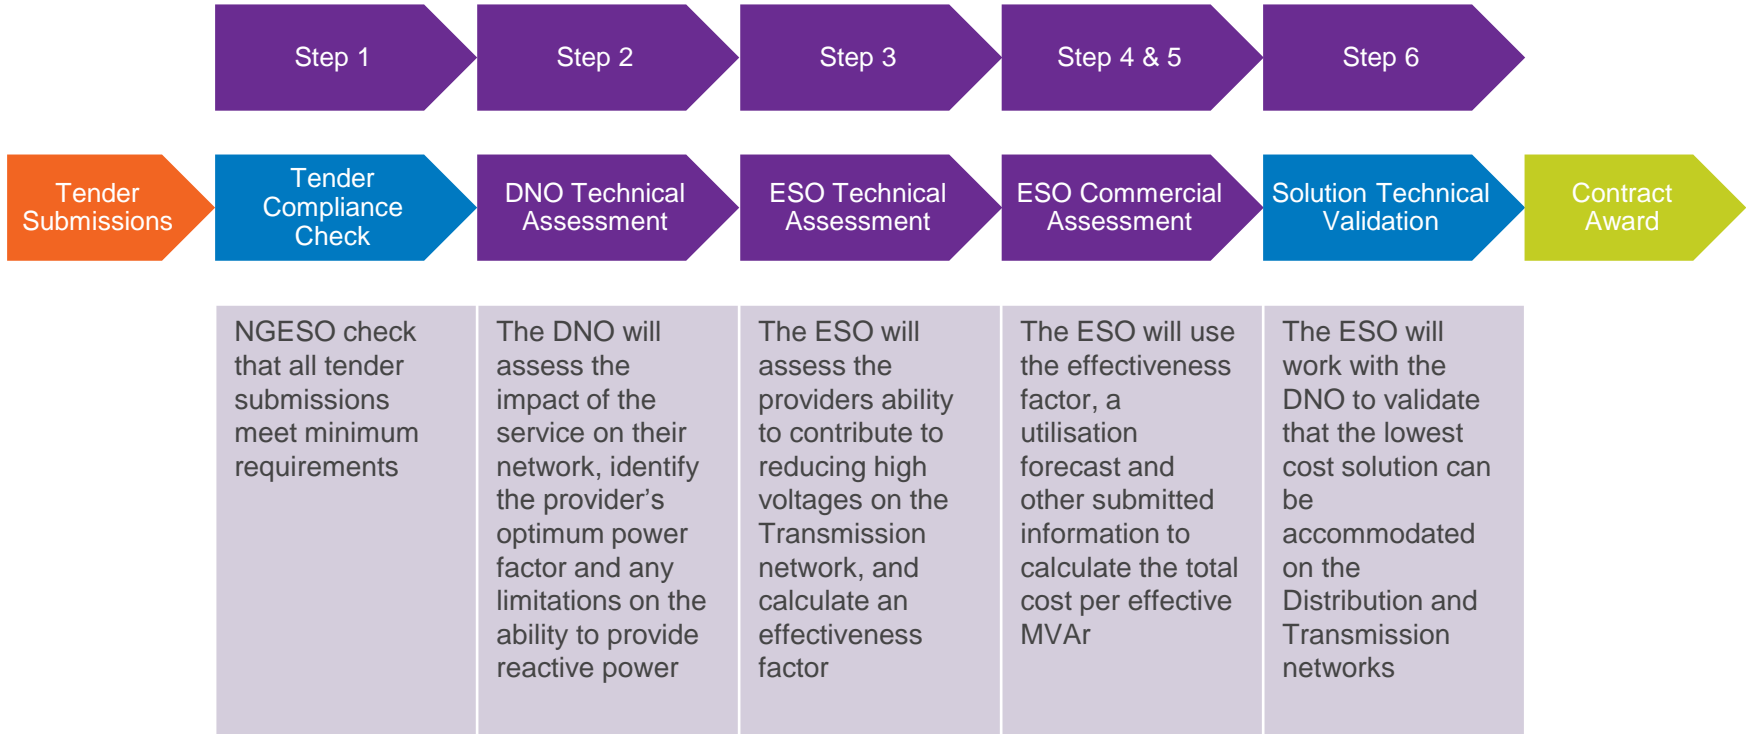 Step 1
Step 2
Step 3
Step 4 & 5
Step 6
Tender
Submissions
Tender
Compliance
Check
DNO Technical
Assessment
ESO Technical
Assessment
ESO Commercial
Assessment
Solution Technical
Validation
Contract
Award
NGESO check
that all tender
submissions
meet minimum
requirements
The DNO will
assess the
impact of the
service on their
network, identify
the provider’s
optimum power
factor and any
limitations on the
ability to provide
reactive power
The ESO will
assess the
providers ability
to contribute to
reducing high
voltages on the
Transmission
network, and
calculate an
effectiveness
factor
The ESO will use
the effectiveness
factor, a
utilisation
forecast and
other submitted
information to
calculate the total
cost per effective
MVAr
The ESO will
work with the
DNO to validate
that the lowest
cost solution can
be
accommodated
on the
Distribution and
Transmission
networks